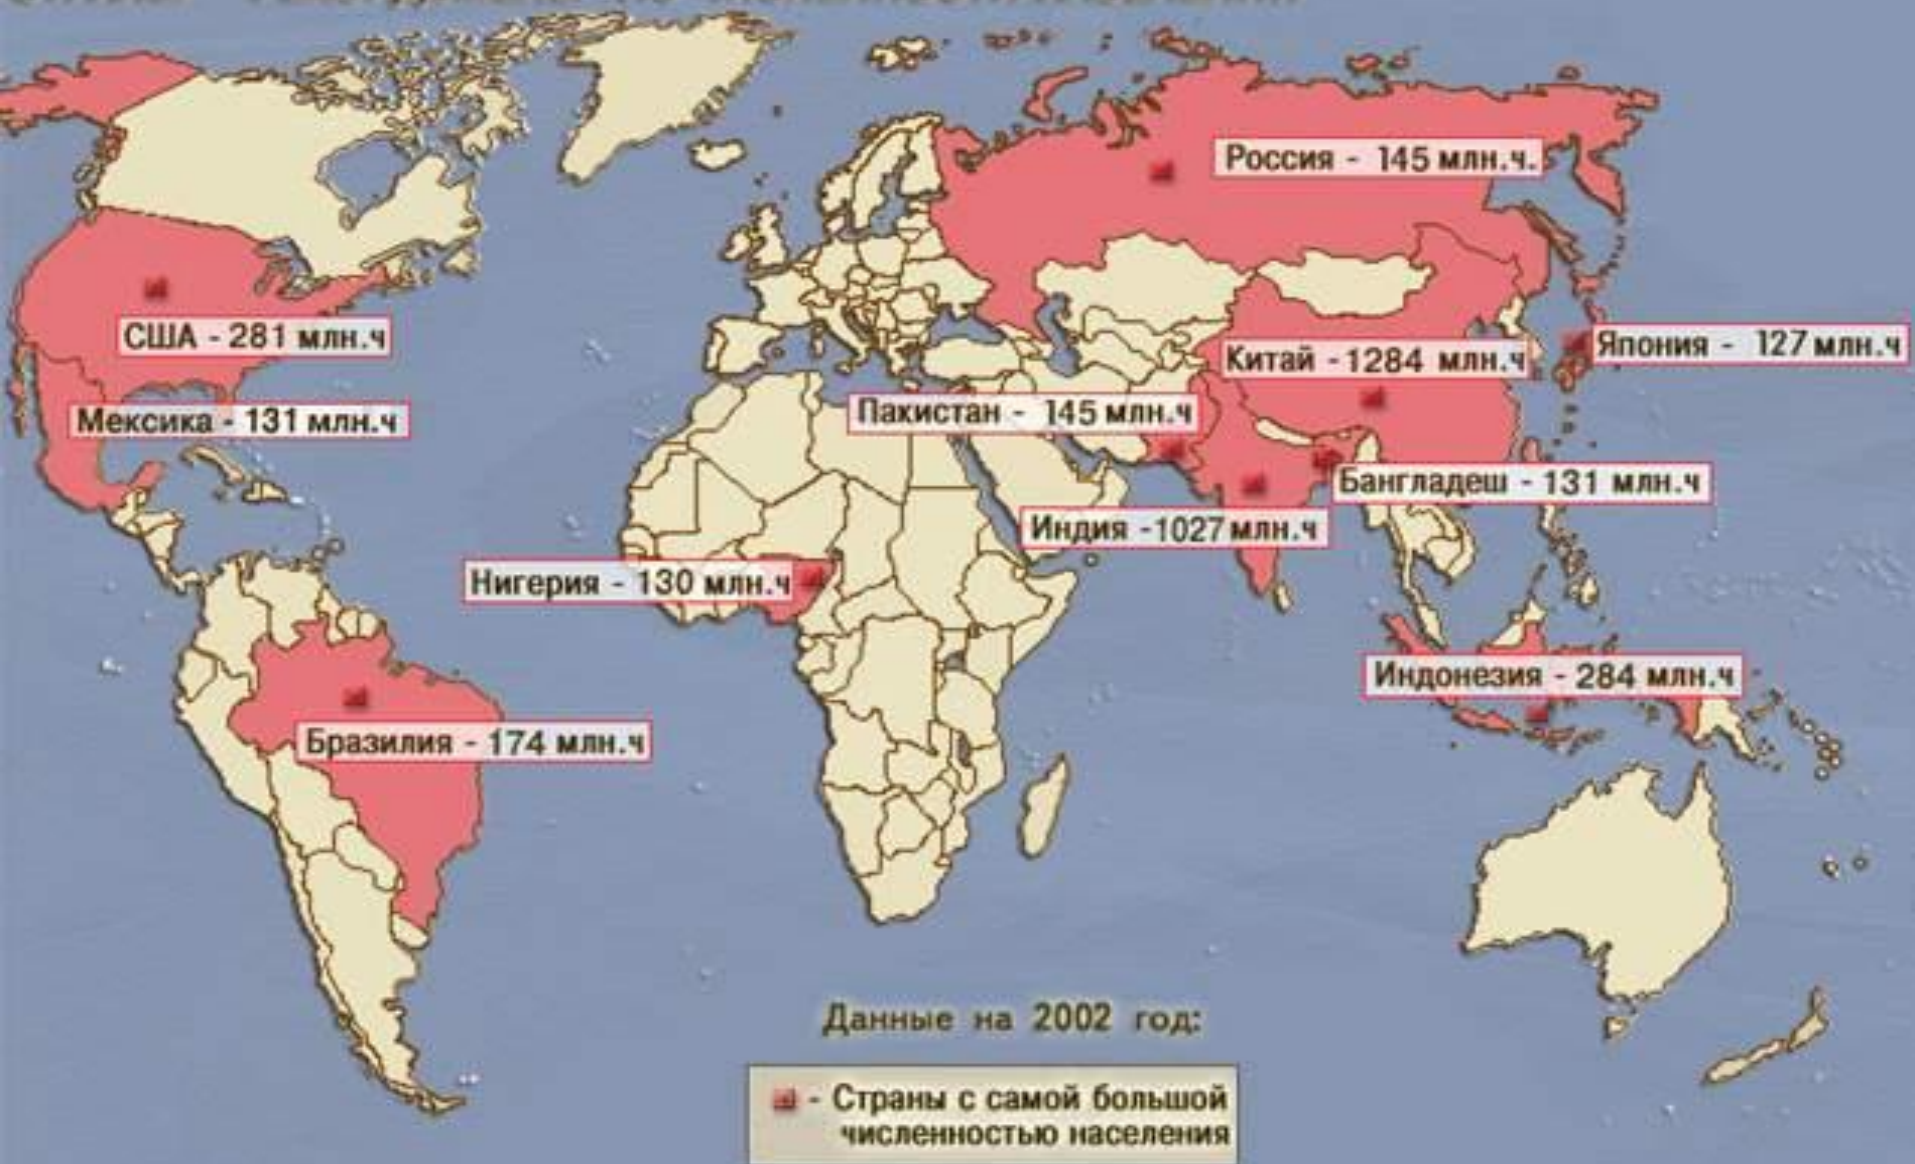 Россия - 145 млн.ч.
США - 281 млн.ч
Япония - 127 млн.ч
Китай - 1284 млн.ч
Мексика - 131 млн.ч
Пакистан - 145 млн.ч
Бангладеш - 131 млн.ч
Индия - 1027 млн.ч
Нигерия - 130 млн.ч
Индонезия - 284 млн.ч
Бразилия - 174 млн.ч
Данные на 2002 год:
- Страны с самой большой
численностью населения